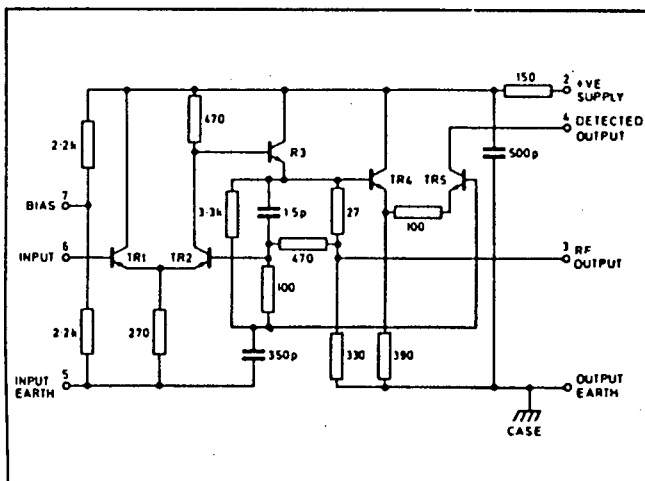 150
2
+VE
SUPPLY
4
DETECTED
OUTPUT
470
2·2k
R3
500p
TR4
TR5
7
BIAS
3·3k
15p
27
100
6
INPUT
TR1
TR2
470
3
RF
OUTPUT
100
2·2k
270
350p
330
390
5
INPUT
EARTH
OUTPUT
EARTH
CASE